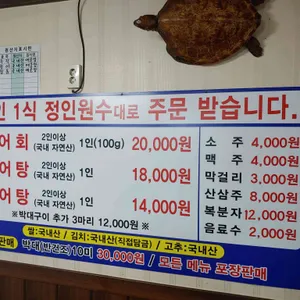 인 1식 정인원수대로 주문 받습니다.
어 회 2인이상 (국내 자연산) 1인(100g) 20,000원
어 탕 2인이상 (국내 자연산) 1인 18,000원
어 탕 2인이상 (국내 자연산) 1인 14,000원
※ 박대구이 추가 3마리 12,000원 ※
소 주 4,000원
맥 주 4,000원
막걸리 3,000원
산삼주 8,000원
복분자 12,000원
음료수 2,000원
판매 쌀:국내산 / 김치:국내산(직접담금) / 고추:국내산
박대(반건조)10미 30,000원 / 모든 메뉴 포장판매